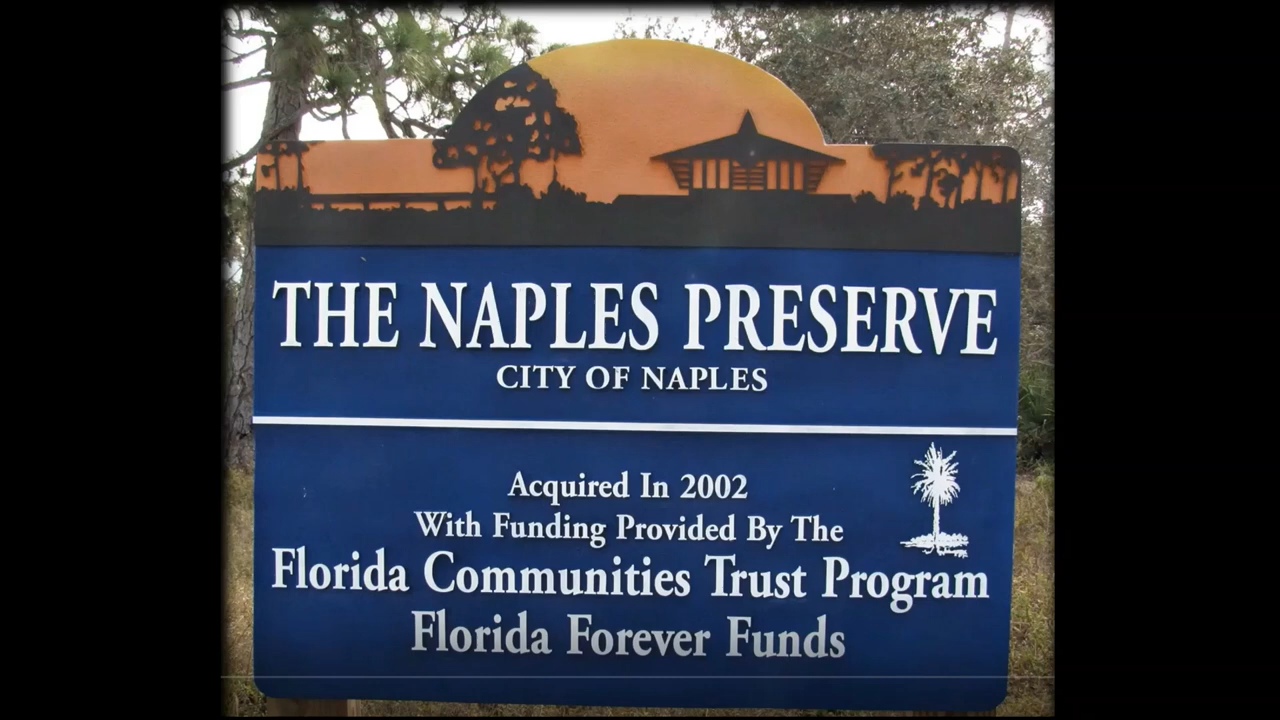 THE NAPLES PRESERVE
CITY OF NAPLES
Acquired In 2002
With Funding Provided By The
Florida Communities Trust Program
Florida Forever Funds